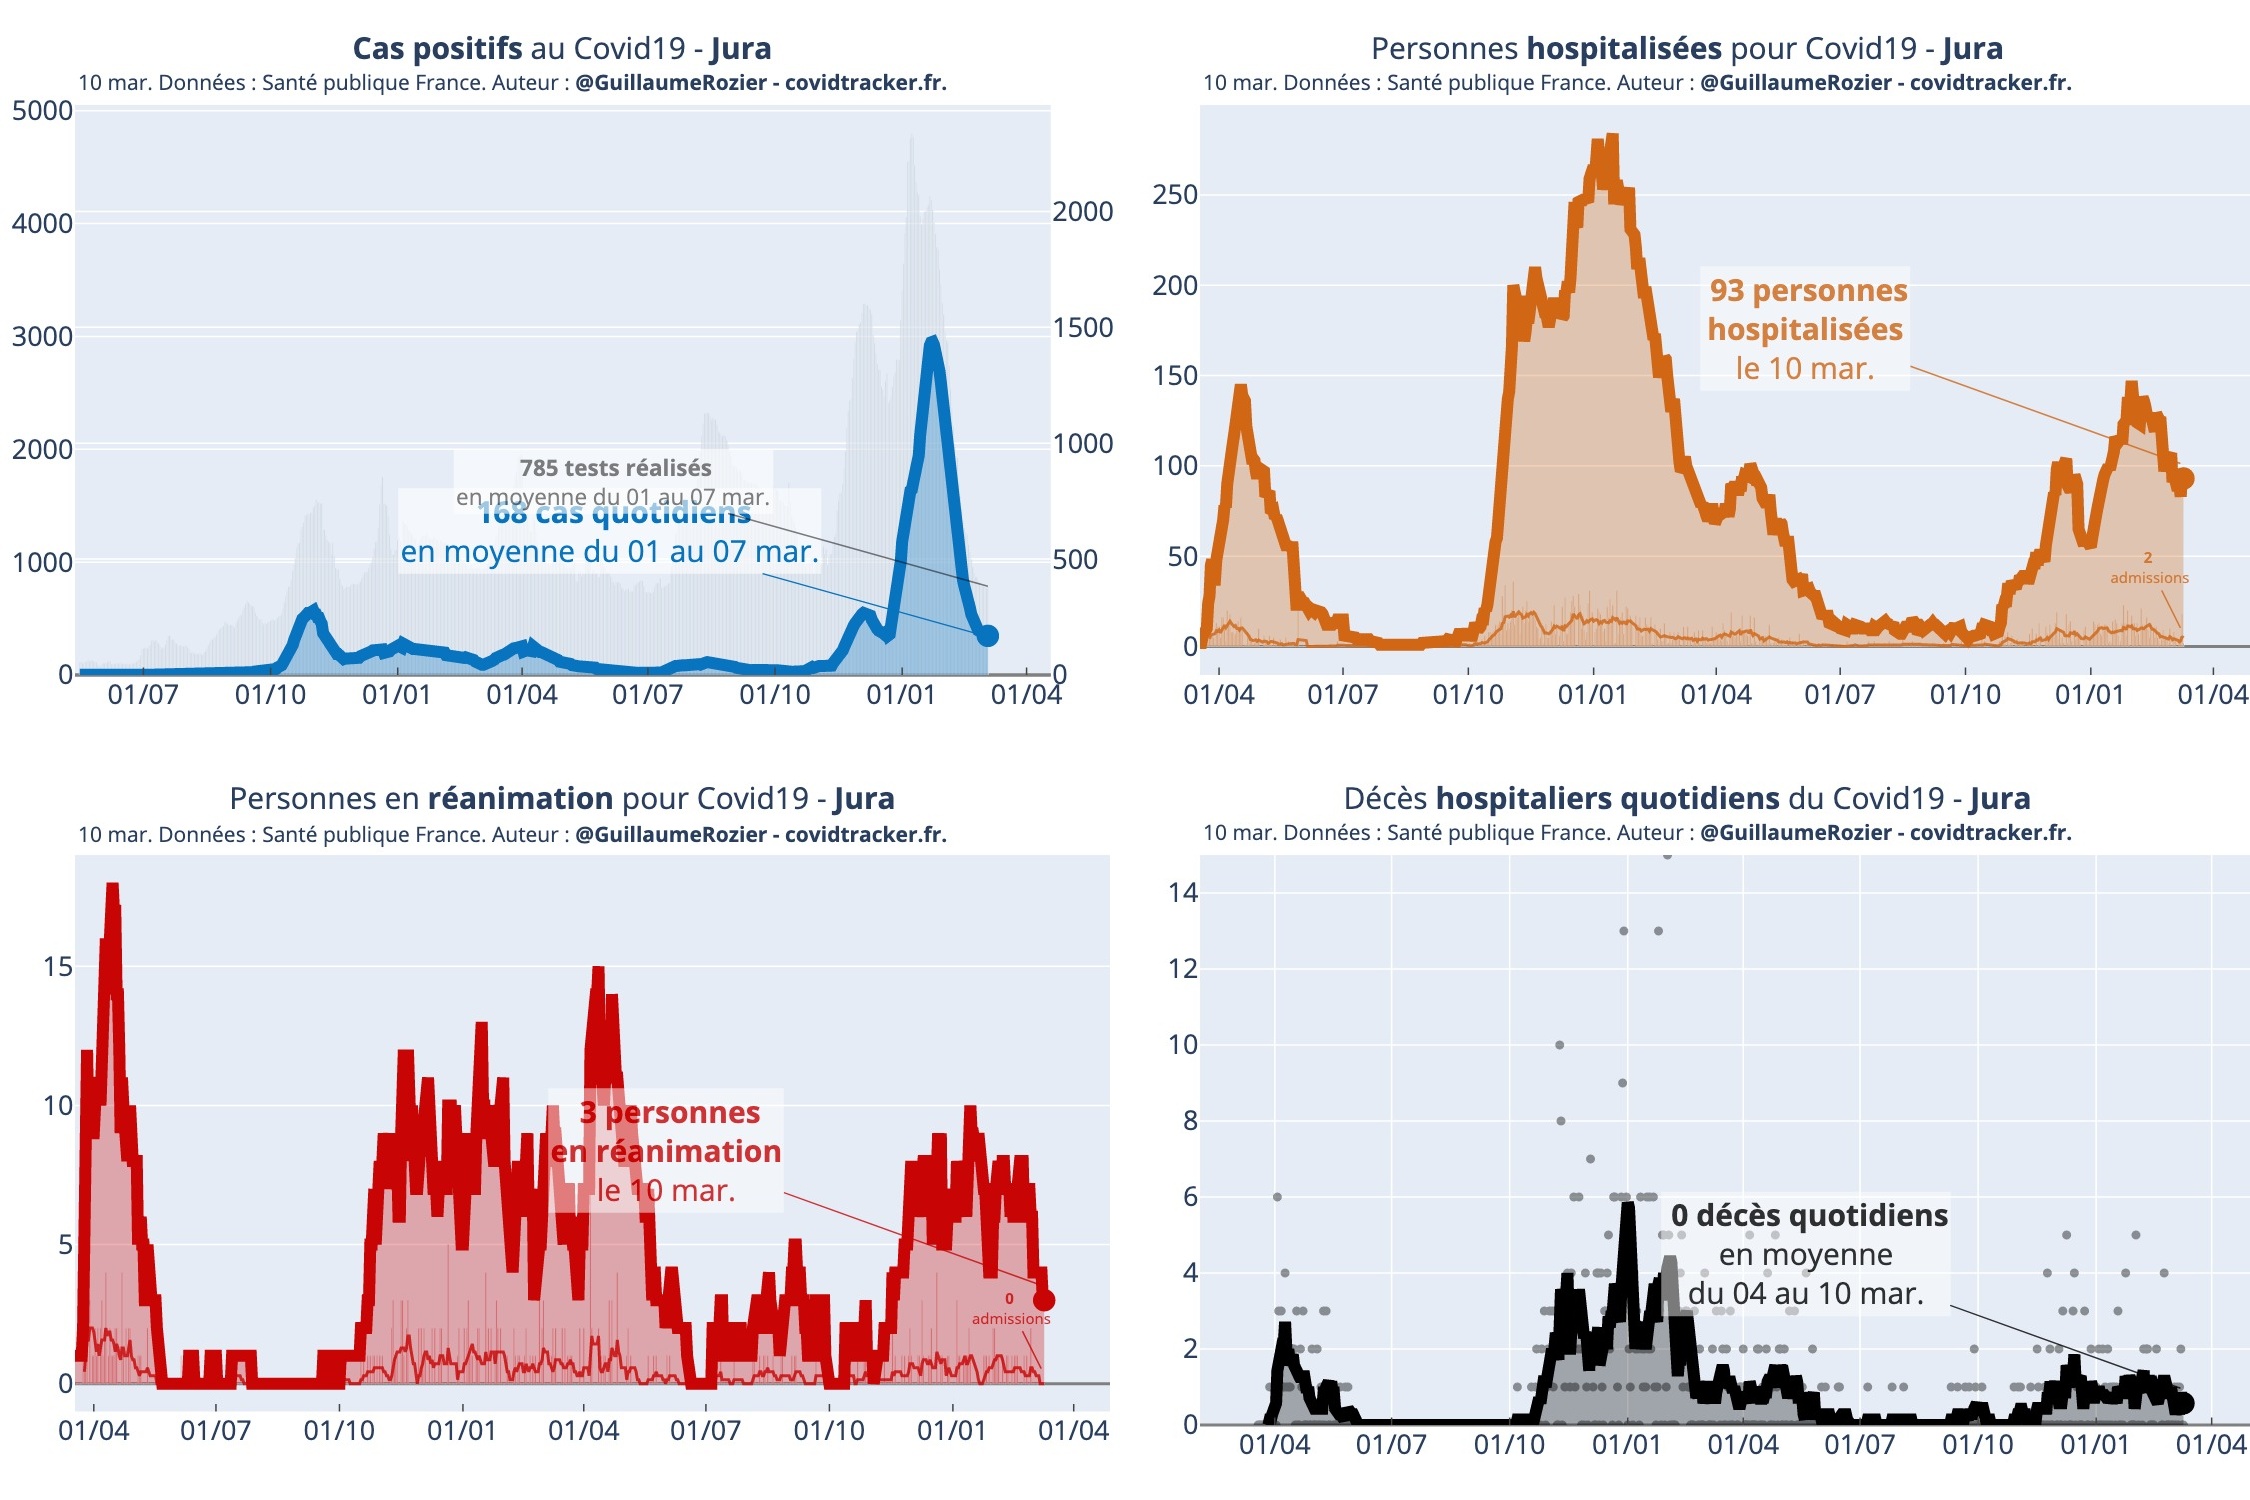 Cas positifs au Covid19 - Jura
10 mar. Données : Santé publique France. Auteur : @GuillaumeRozier - covidtracker.fr.
5000
4000
3000
2000
1000
0
2000
1500
1000
500
0
785 tests réalisés
en moyenne du 01 au 07 mar.
168 cas quotidiens
en moyenne du 01 au 07 mar.
01/07 01/10 01/01 01/04 01/07 01/10 01/01 01/04
Personnes hospitalisées pour Covid19 - Jura
10 mar. Données : Santé publique France. Auteur : @GuillaumeRozier - covidtracker.fr.
250
200
150
100
50
0
93 personnes
hospitalisées
le 10 mar.
2
admissions
01/04 01/07 01/10 01/01 01/04 01/07 01/10 01/01 01/04
Personnes en réanimation pour Covid19 - Jura
10 mar. Données : Santé publique France. Auteur : @GuillaumeRozier - covidtracker.fr.
15
10
5
0
3 personnes
en réanimation
le 10 mar.
0
admissions
01/04 01/07 01/10 01/01 01/04 01/07 01/10 01/01 01/04
Décès hospitaliers quotidiens du Covid19 - Jura
10 mar. Données : Santé publique France. Auteur : @GuillaumeRozier - covidtracker.fr.
14
12
10
8
6
4
2
0
0 décès quotidiens
en moyenne
du 04 au 10 mar.
01/04 01/07 01/10 01/01 01/04 01/07 01/10 01/01 01/04